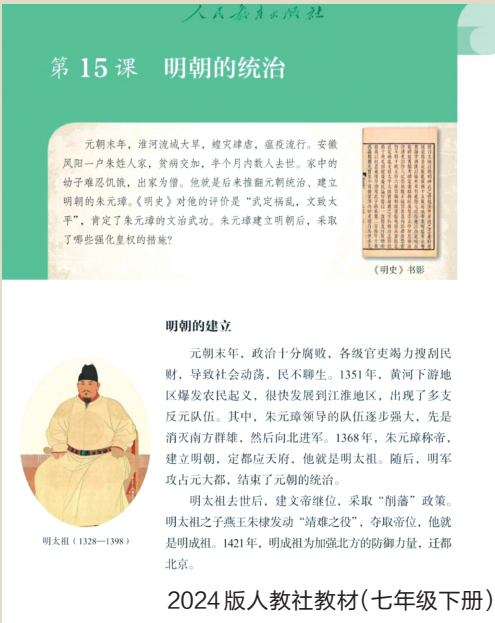 人民教育出版社
第15课 明朝的统治
元朝末年，淮河流域大旱，蝗灾肆虐，瘟疫流行。安徽
凤阳一户朱姓人家，贫病交加，半个月内数人去世。家中的
幼子难忍饥饿，出家为僧。他就是后来推翻元朝统治、建立
明朝的朱元璋。《明史》对他的评价是“武定祸乱，文致太
平”，肯定了朱元璋的文治武功。朱元璋建立明朝后，采取
了哪些强化皇权的措施？
《明史》书影
明朝的建立
元朝末年，政治十分腐败，各级官吏竭力搜刮民
财，导致社会动荡，民不聊生。1351年，黄河下游地
区爆发农民起义，很快发展到江淮地区，出现了多支
反元队伍。其中，朱元璋领导的队伍逐步强大，先是
消灭南方群雄，然后向北进军。1368年，朱元璋称帝，
建立明朝，定都应天府，他就是明太祖。随后，明军
攻占元大都，结束了元朝的统治。
明太祖去世后，建文帝继位，采取“削藩”政策。
明太祖之子燕王朱棣发动“靖难之役”，夺取帝位，他就
是明成祖。1421年，明成祖为加强北方的防御力量，迁都
北京。
明太祖（1328—1398）
2024版人教社教材(七年级下册)